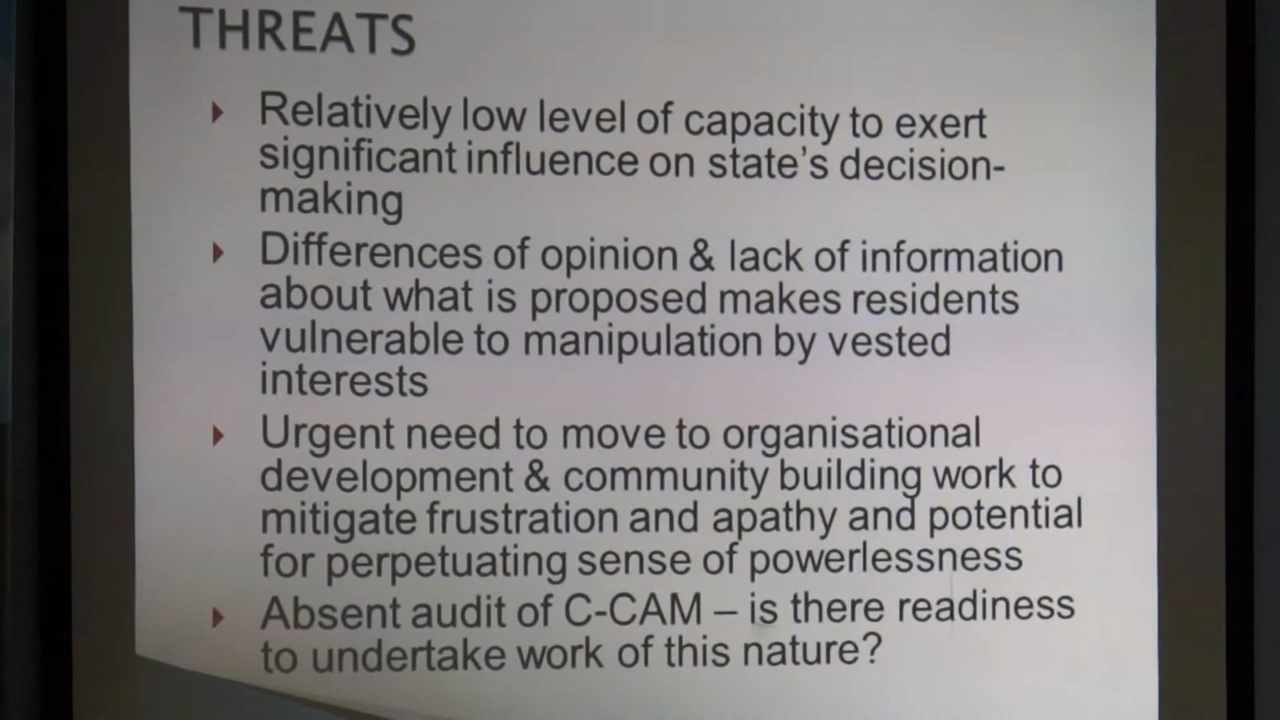 THREATS
Relatively low level of capacity to exert
significant influence on state's decision-
making
Differences of opinion & lack of information
about what is proposed makes residents
vulnerable to manipulation by vested
interests
Urgent need to move to organisational
development & community building work to
mitigate frustration and apathy and potential
for perpetuating sense of powerlessness
Absent audit of C-CAM – is there readiness
to undertake work of this nature?